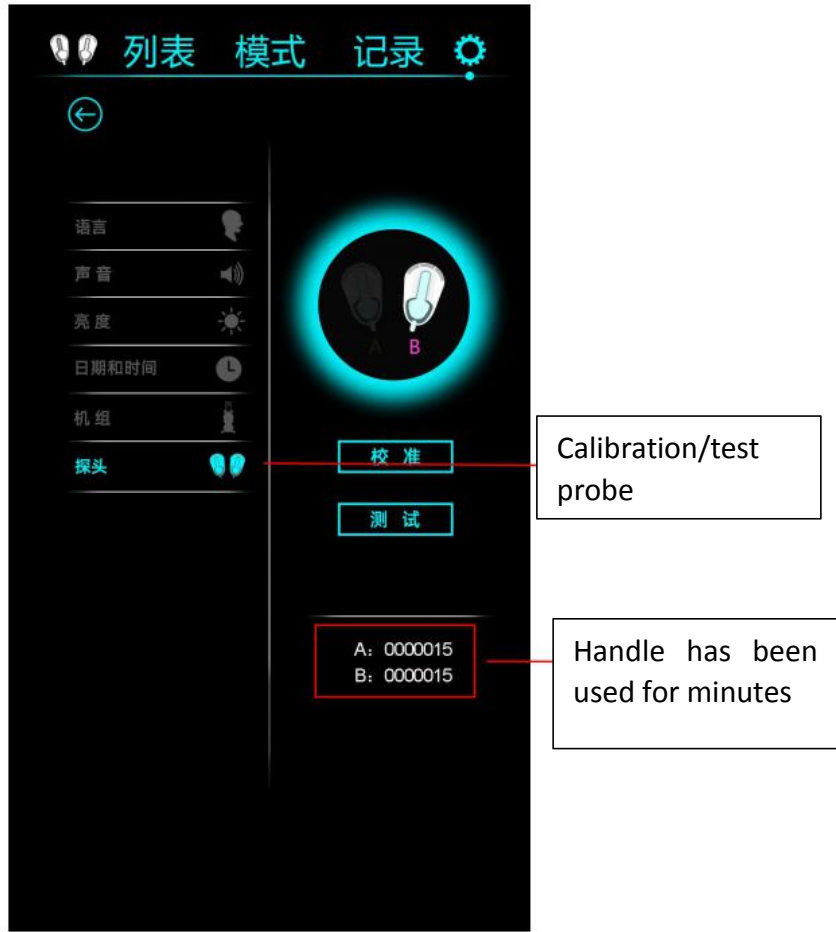 列表 模式 记录
语言
声音
亮度
日期和时间
机组
探头
A B
校准
测试
A：0000015
B：0000015
Calibration/test
probe
Handle has been
used for minutes